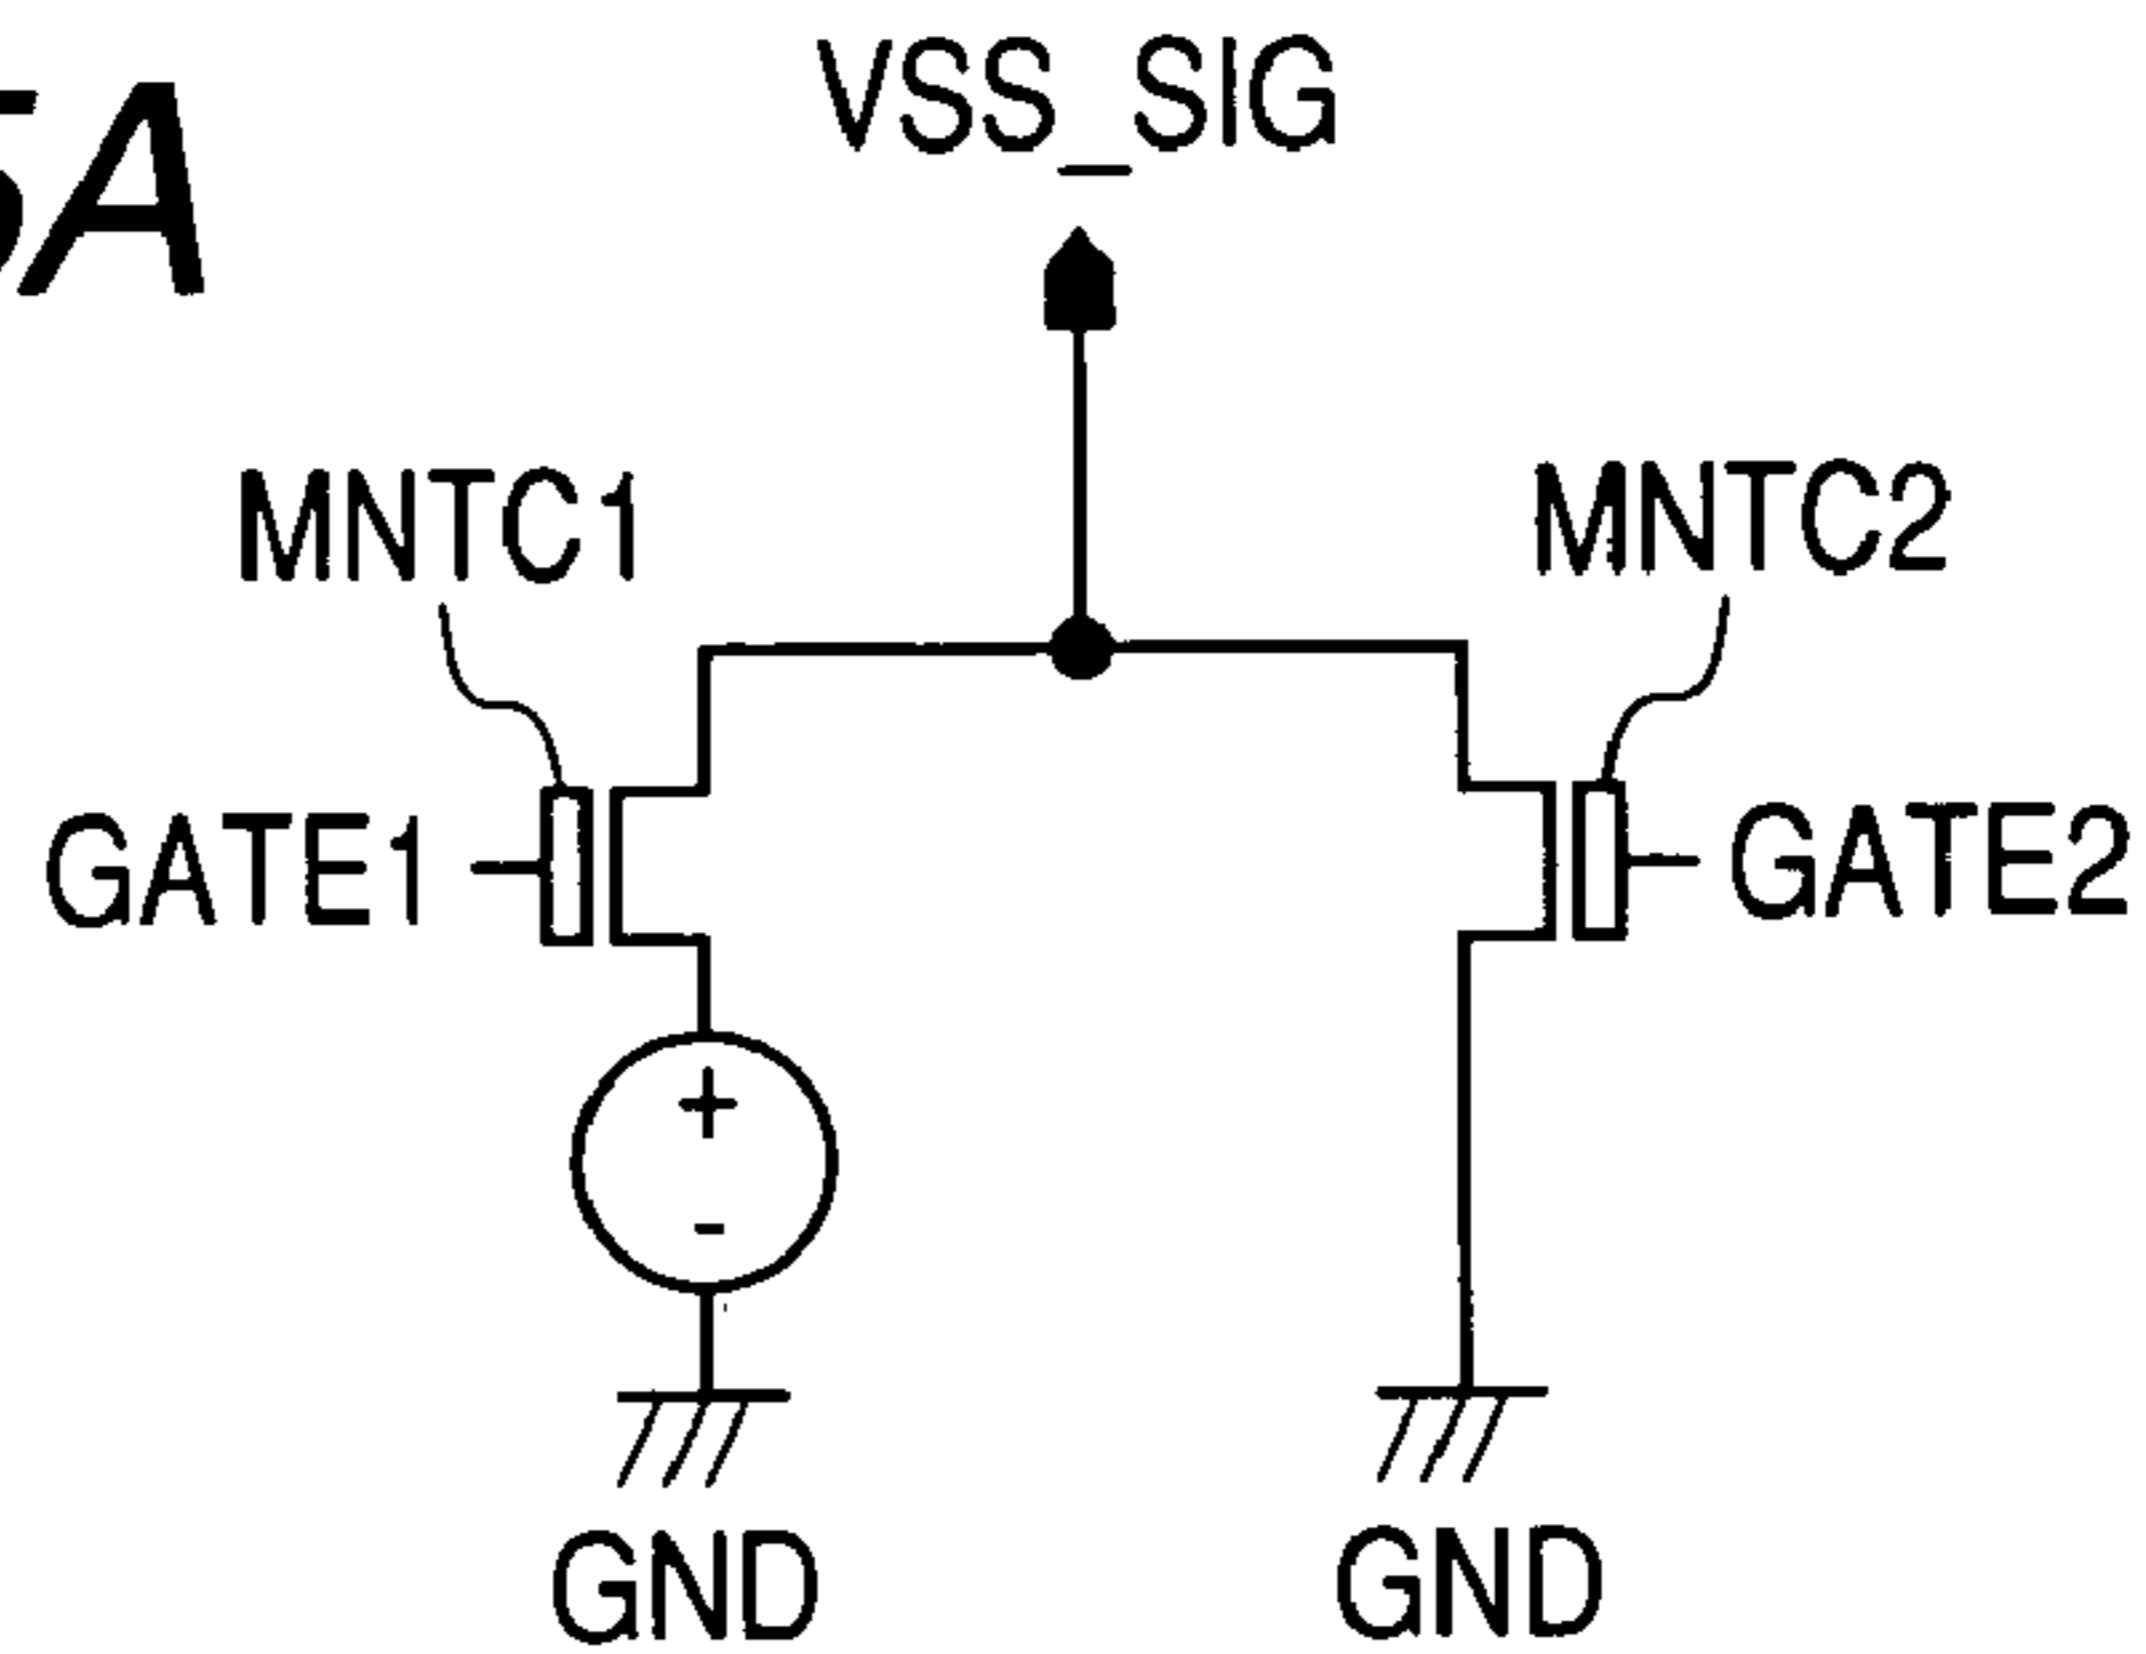 5A
VSS_SIG
MNTC1
MNTC2
GATE1
GATE2
+
-
GND
GND